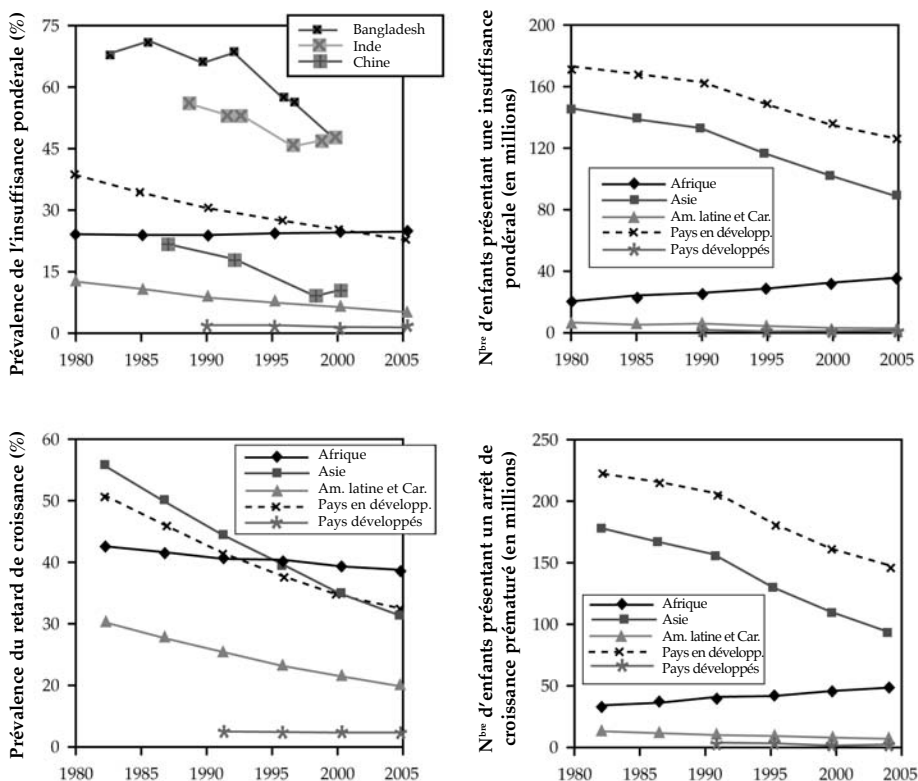 Prévalence de l'insuffisance pondérale (%)
75
60
45
30
15
0
1980 1985 1990 1995 2000 2005
Bangladesh
Inde
Chine
Nbre d'enfants présentant une insuffisance
pondérale (en millions)
200
160
120
80
40
0
1980 1985 1990 1995 2000 2005
Afrique
Asie
Am. latine et Car.
Pays en développ.
Pays développés
Prévalence du retard de croissance (%)
60
50
40
30
20
10
0
1980 1985 1990 1995 2000 2005
Afrique
Asie
Am. latine et Car.
Pays en développ.
Pays développés
Nbre d'enfants présentant un arrêt de
croissance prématuré (en millions)
250
200
150
100
50
0
1980 1985 1990 1995 2000 2005
Afrique
Asie
Am. latine et Car.
Pays en développ.
Pays développés